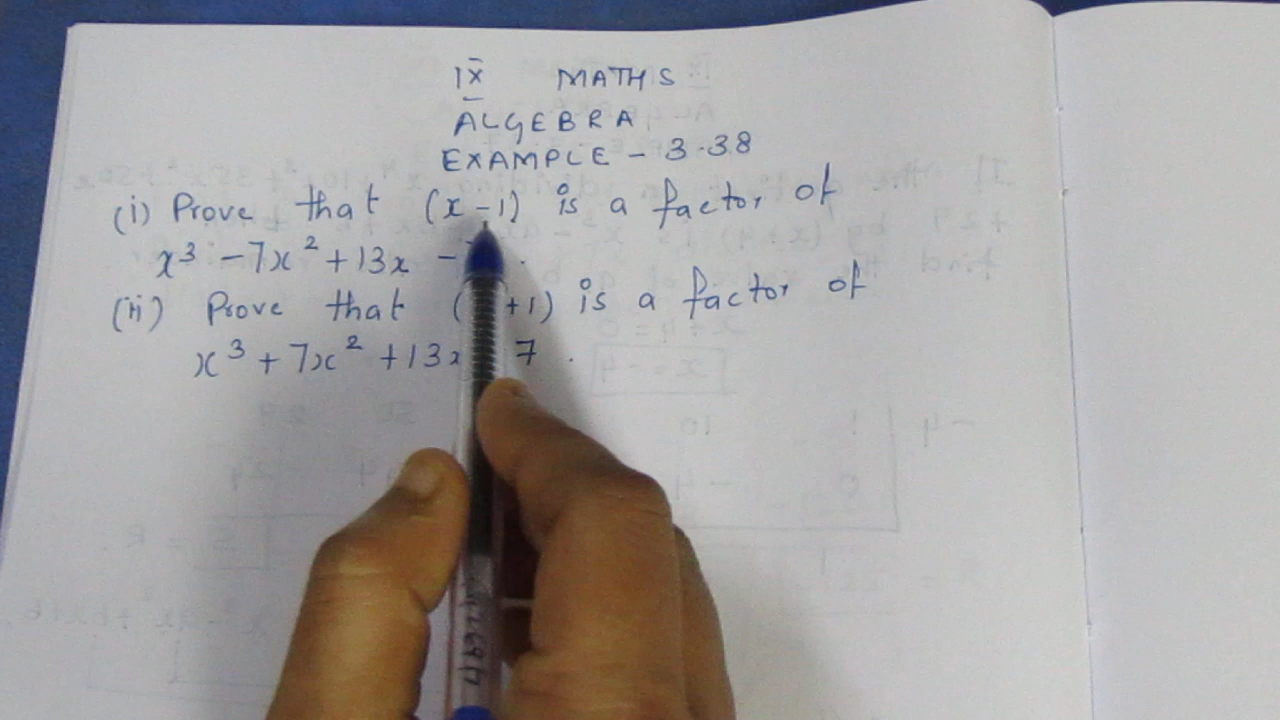 IX MATHS
ALGEBRA
EXAMPLE - 3.38
(i) Prove that (x-1) is a factor of
x³ - 7x² + 13x -
(ii) Prove that ( +1) is a factor of
x³ + 7x² + 13x 7.